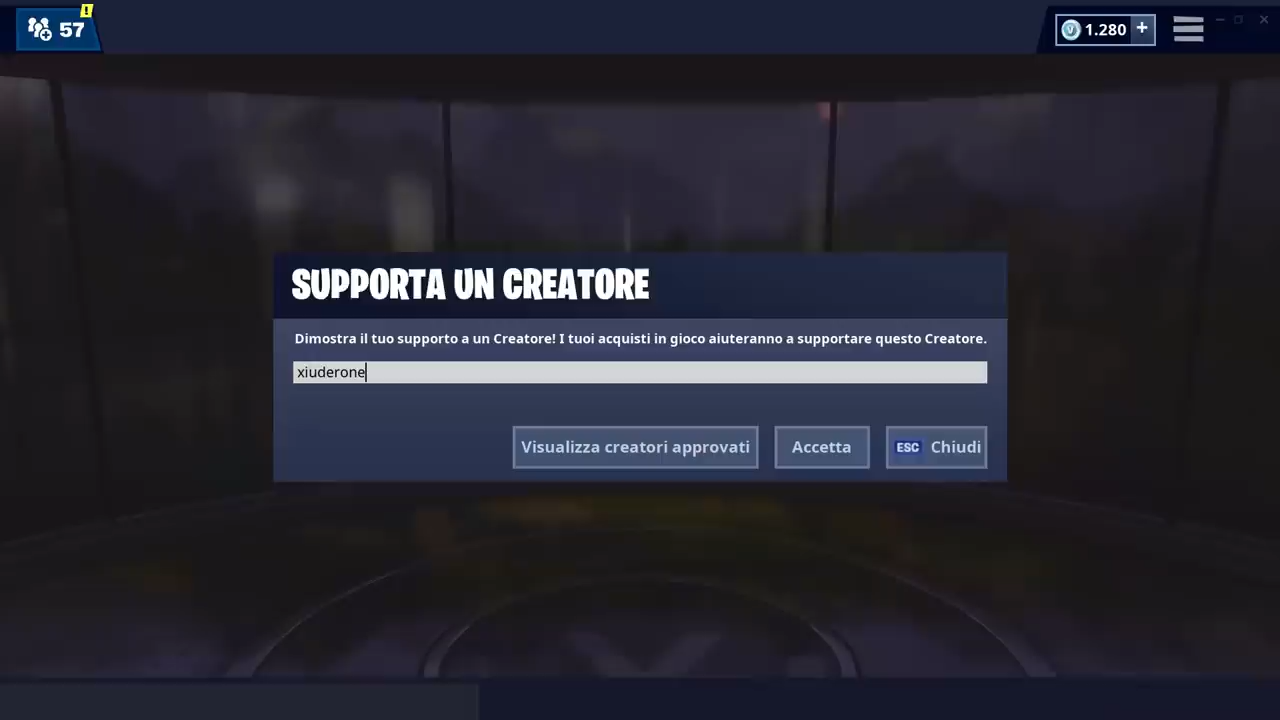 57
!
1.280 +
SUPPORTA UN CREATORE
Dimostra il tuo supporto a un Creatore! I tuoi acquisti in gioco aiuteranno a supportare questo Creatore.
xiuderone
Visualizza creatori approvati
Accetta
ESC Chiudi